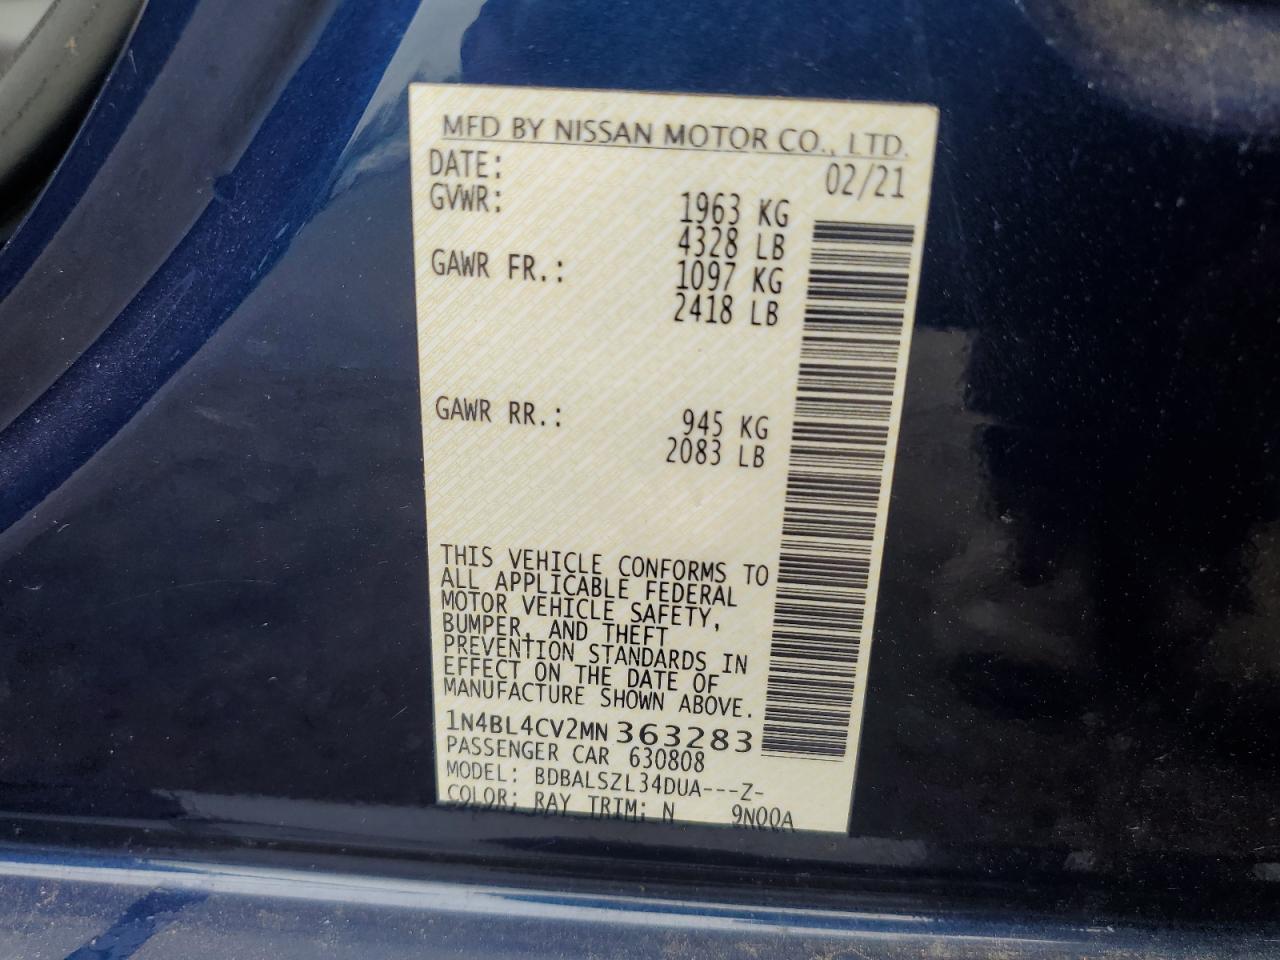 MFD BY NISSAN MOTOR CO., LTD.
DATE: 02/21
GVWR: 1963 KG
4328 LB
GAWR FR.: 1097 KG
2418 LB
GAWR RR.: 945 KG
2083 LB
THIS VEHICLE CONFORMS TO
ALL APPLICABLE FEDERAL
MOTOR VEHICLE SAFETY,
BUMPER, AND THEFT
PREVENTION STANDARDS IN
EFFECT ON THE DATE OF
MANUFACTURE SHOWN ABOVE.
1N4BL4CV2MN363283
PASSENGER CAR 630808
MODEL: BDBALSZL34DUA---Z-
COLOR: RAY TRIM: N 9N00A